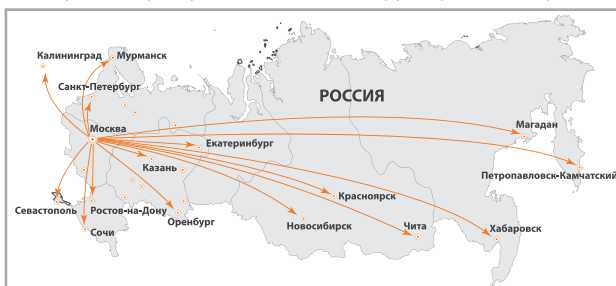 Калининград
Мурманск
Санкт-Петербург
РОССИЯ
Москва
Магадан
Екатеринбург
Казань
Петропавловск-Камчатский
Красноярск
Севастополь
Ростов-на-Дону
Оренбург
Новосибирск
Чита
Хабаровск
Сочи